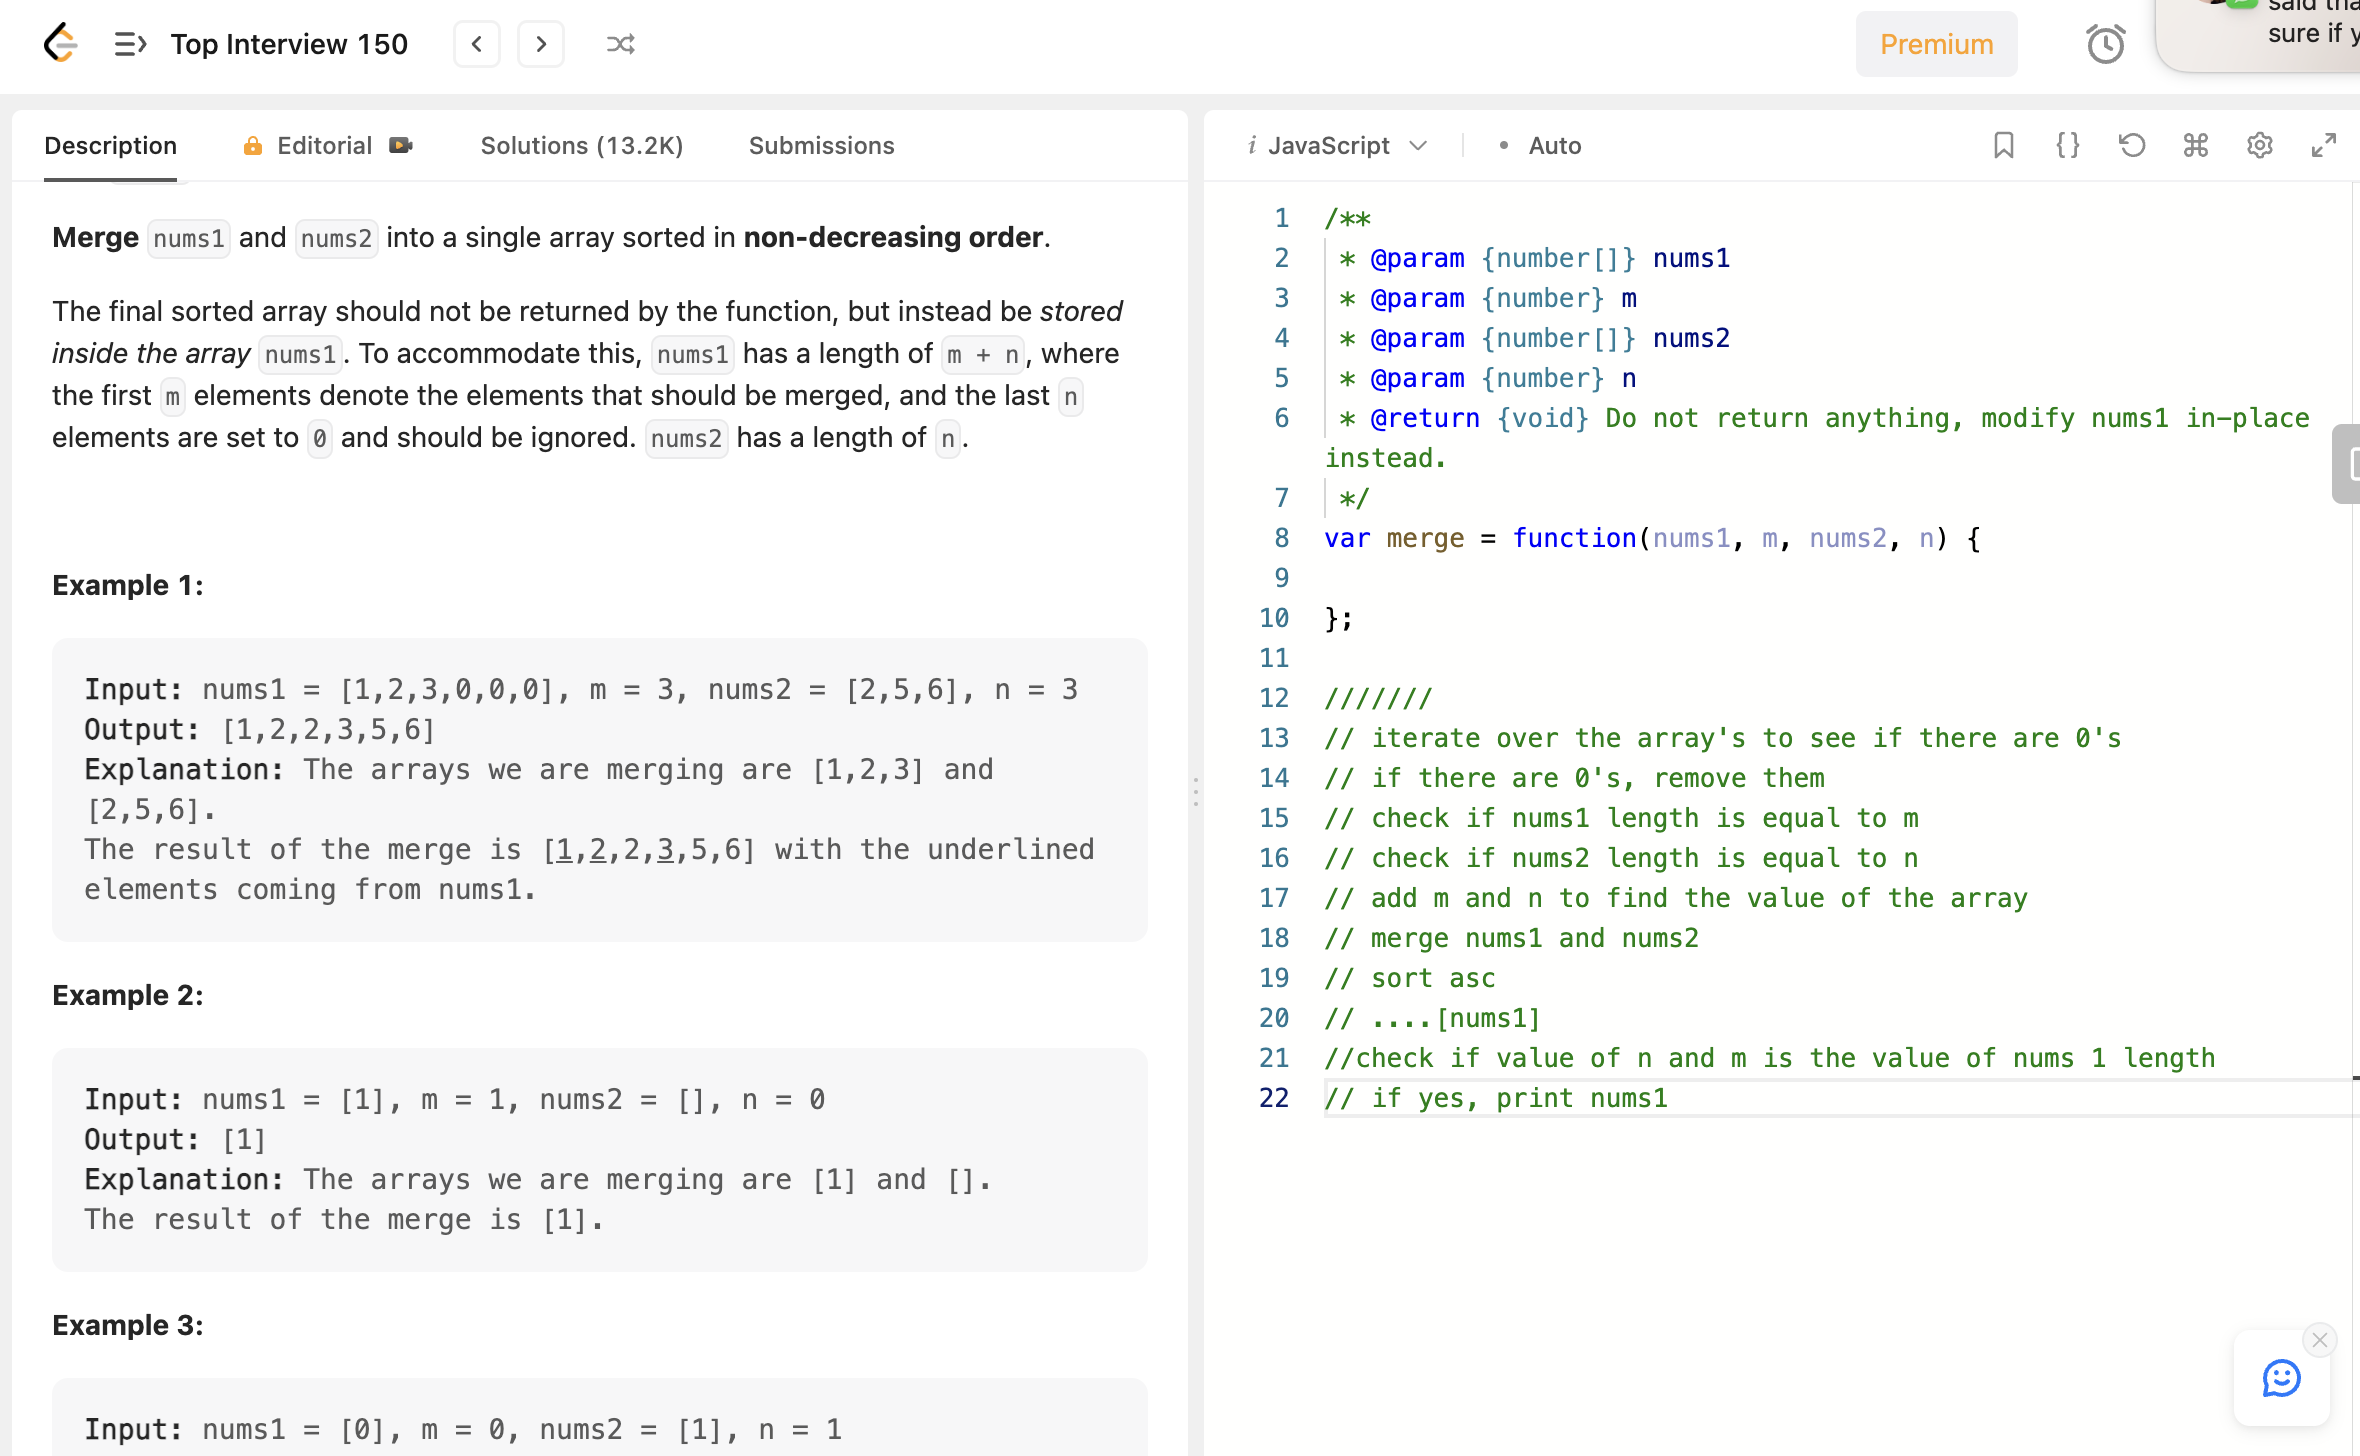 Top Interview 150
Premium
said tha
sure if y
Description
Editorial
Solutions (13.2K)
Submissions
Merge nums1 and nums2 into a single array sorted in non-decreasing order.
The final sorted array should not be returned by the function, but instead be stored
inside the array nums1. To accommodate this, nums1 has a length of m + n, where
the first m elements denote the elements that should be merged, and the last n
elements are set to 0 and should be ignored. nums2 has a length of n.
Example 1:
Input: nums1 = [1,2,3,0,0,0], m = 3, nums2 = [2,5,6], n = 3
Output: [1,2,2,3,5,6]
Explanation: The arrays we are merging are [1,2,3] and
[2,5,6].
The result of the merge is [1,2,2,3,5,6] with the underlined
elements coming from nums1.
Example 2:
Input: nums1 = [1], m = 1, nums2 = [], n = 0
Output: [1]
Explanation: The arrays we are merging are [1] and [].
The result of the merge is [1].
Example 3:
Input: nums1 = [0], m = 0, nums2 = [1], n = 1
i JavaScript
Auto
1 /**
2 * @param {number[]} nums1
3 * @param {number} m
4 * @param {number[]} nums2
5 * @param {number} n
6 * @return {void} Do not return anything, modify nums1 in-place
instead.
7 */
8 var merge = function(nums1, m, nums2, n) {
9
10 };
11
12 ///////
13 // iterate over the array's to see if there are 0's
14 // if there are 0's, remove them
15 // check if nums1 length is equal to m
16 // check if nums2 length is equal to n
17 // add m and n to find the value of the array
18 // merge nums1 and nums2
19 // sort asc
20 // ....[nums1]
21 //check if value of n and m is the value of nums 1 length
22 // if yes, print nums1